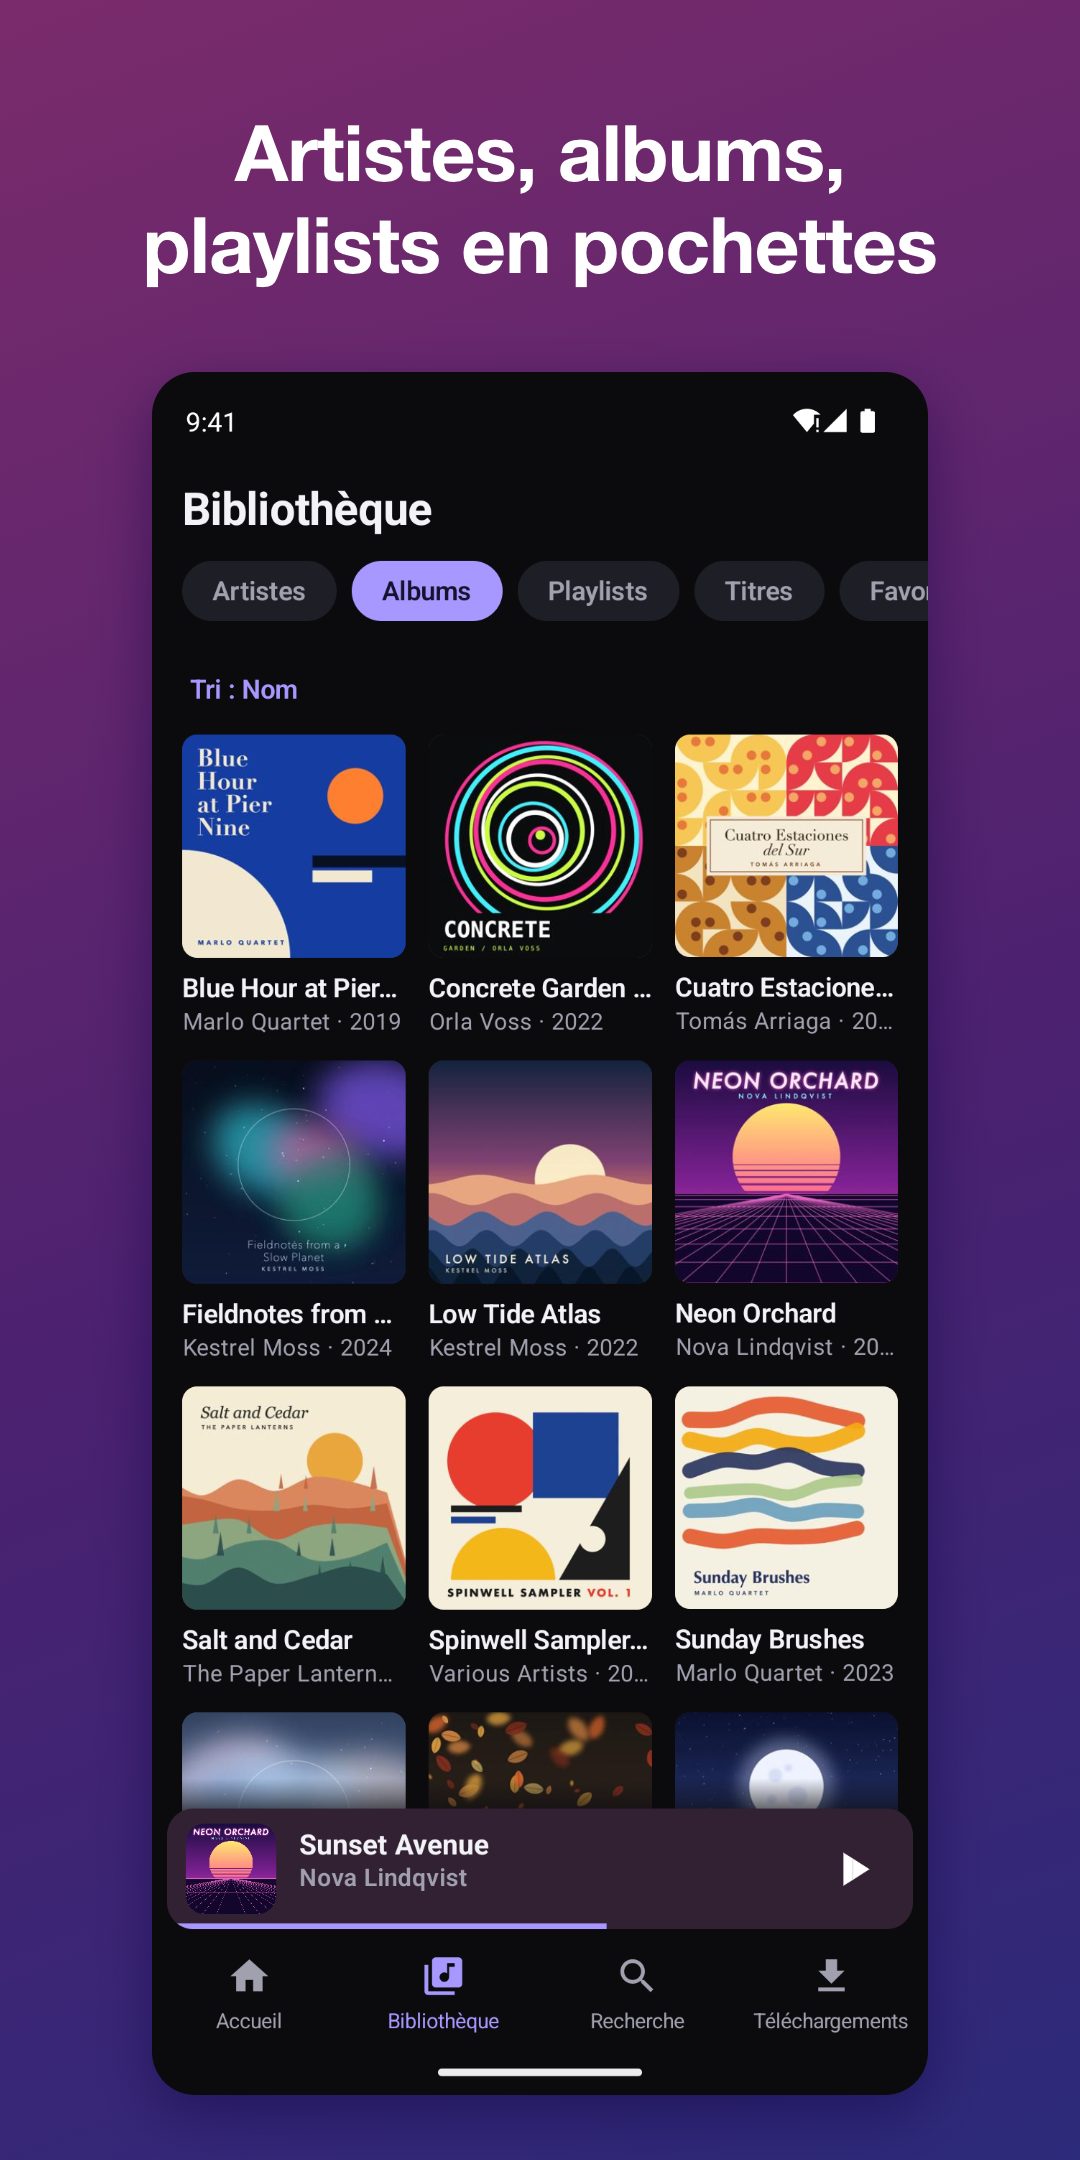 Artistes, albums,
playlists en pochettes
9:41
Bibliothèque
Artistes
Albums
Playlists
Titres
Favor
Tri : Nom
Blue
Hour
at Pier
Nine
MARLO QUARTET
CONCRETE
GARDEN / ORLA VOSS
Cuatro Estaciones
del Sur
TOMÁS ARRIAGA
Blue Hour at Pier...
Marlo Quartet · 2019
Concrete Garden ...
Orla Voss · 2022
Cuatro Estacione...
Tomás Arriaga · 20...
Fieldnotes from a
Slow Planet
KESTREL MOSS
LOW TIDE ATLAS
KESTREL MOSS
NEON ORCHARD
NOVA LINDQVIST
Fieldnotes from ...
Kestrel Moss · 2024
Low Tide Atlas
Kestrel Moss · 2022
Neon Orchard
Nova Lindqvist · 20...
Salt and Cedar
THE PAPER LANTERNS
SPINWELL SAMPLER VOL. 1
Sunday Brushes
MARLO QUARTET
Salt and Cedar
The Paper Lantern...
Spinwell Sampler...
Various Artists · 20...
Sunday Brushes
Marlo Quartet · 2023
NEON ORCHARD
Sunset Avenue
Nova Lindqvist
Accueil
Bibliothèque
Recherche
Téléchargements